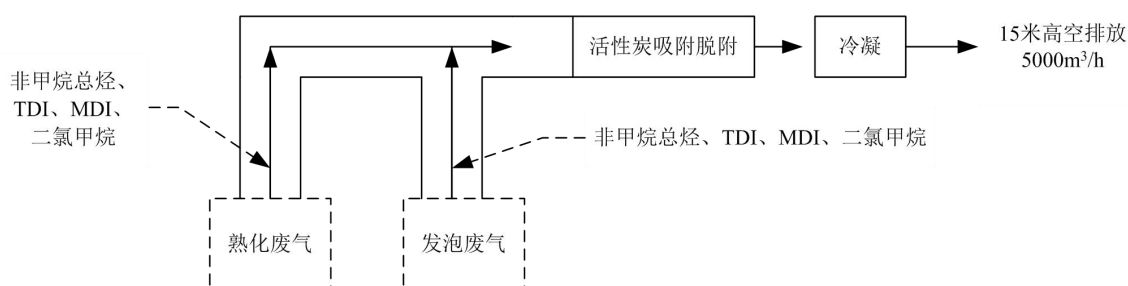 活性炭吸附脱附
冷凝
15米高空排放
5000m³/h
非甲烷总烃、
TDI、MDI、
二氯甲烷
非甲烷总烃、TDI、MDI、二氯甲烷
熟化废气
发泡废气